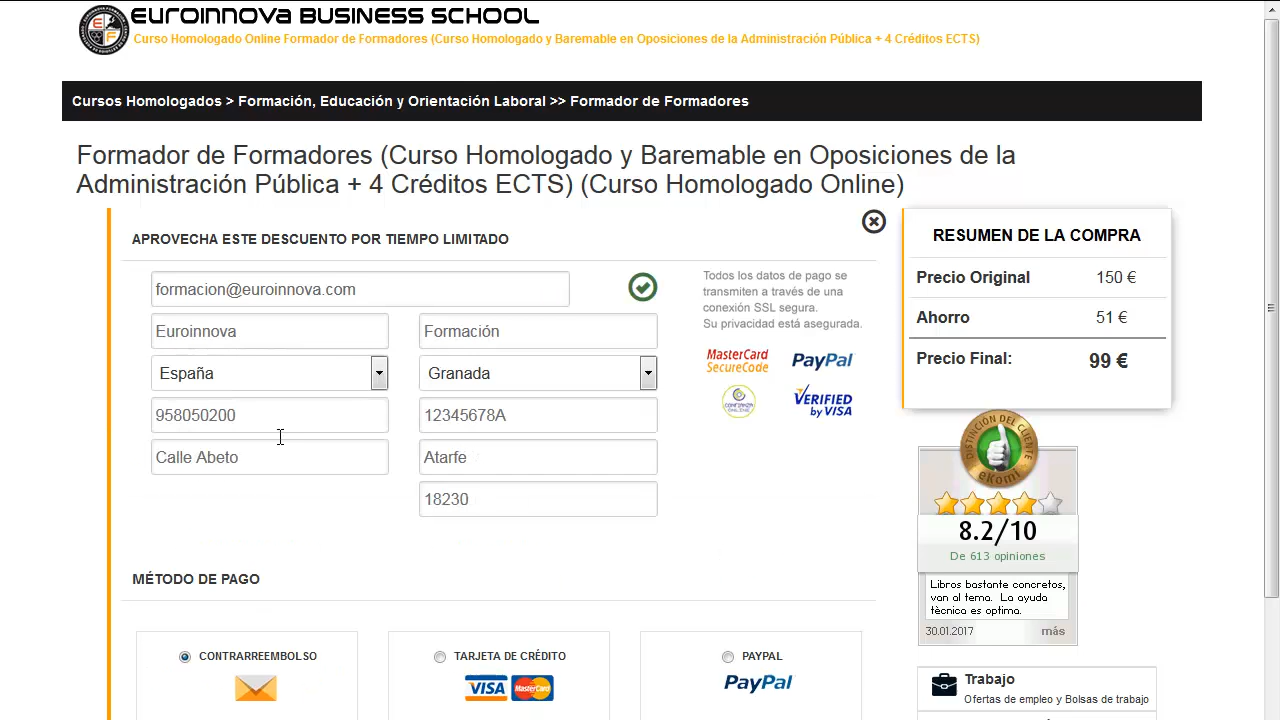 EUROINNOVA BUSINESS SCHOOL
Curso Homologado Online Formador de Formadores (Curso Homologado y Baremable en Oposiciones de la Administración Pública + 4 Créditos ECTS)
Cursos Homologados > Formación, Educación y Orientación Laboral >> Formador de Formadores
Formador de Formadores (Curso Homologado y Baremable en Oposiciones de la
Administración Pública + 4 Créditos ECTS) (Curso Homologado Online)
APROVECHA ESTE DESCUENTO POR TIEMPO LIMITADO
formacion@euroinnova.com
Euroinnova
Formación
España
Granada
958050200
12345678A
Calle Abeto
Atarfe
18230
Todos los datos de pago se
transmiten a través de una
conexión SSL segura.
Su privacidad está asegurada.
MasterCard
SecureCode
PayPal
CONFIANZA
ONLINE
VERIFIED
by VISA
MÉTODO DE PAGO
CONTRARREEMBOLSO
TARJETA DE CRÉDITO
VISA
MasterCard
PAYPAL
PayPal
RESUMEN DE LA COMPRA
Precio Original 150 €
Ahorro 51 €
Precio Final: 99 €
DISTINCIÓN DEL CLIENTE
eKomi
8.2/10
De 613 opiniones
Libros bastante concretos,
van al tema. La ayuda
tècnica es optima.
30.01.2017 más
Trabajo
Ofertas de empleo y Bolsas de trabajo